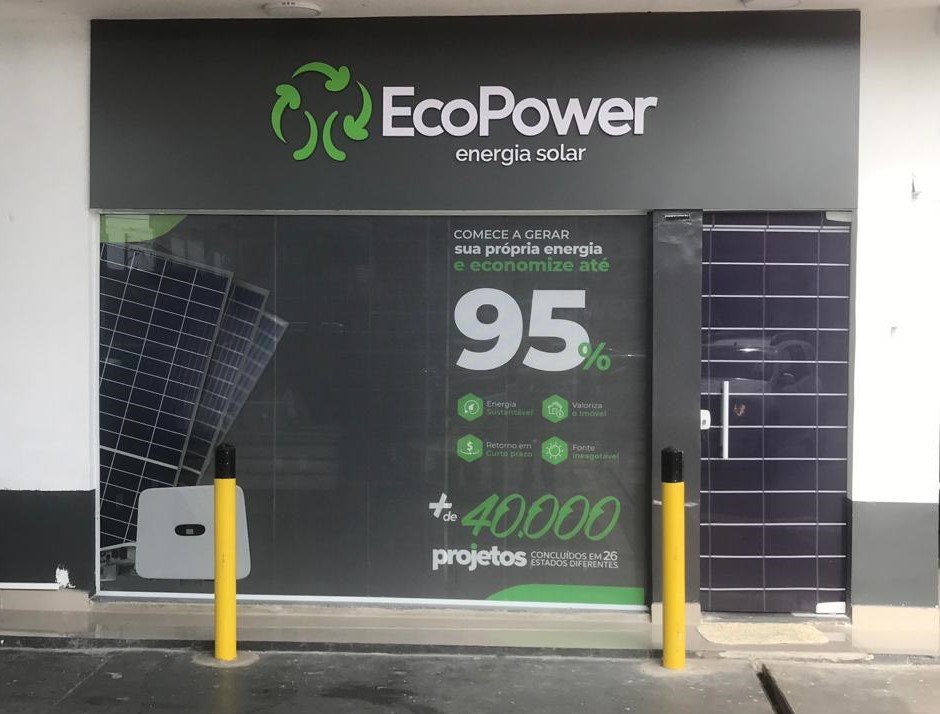 EcoPower
energia solar
COMECE A GERAR
sua própria energia
e economize até
95%
Energia
Sustentável
Valoriza
o Imóvel
Retorno em
Curto prazo
Fonte
Inesgotável
+ de 40.000
projetos CONCLUÍDOS EM 26
ESTADOS DIFERENTES